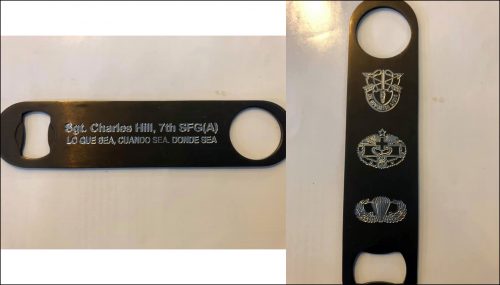 Sgt. Charles Hill, 7th SFG(A)
LO QUE SEA, CUANDO SEA. DONDE SEA